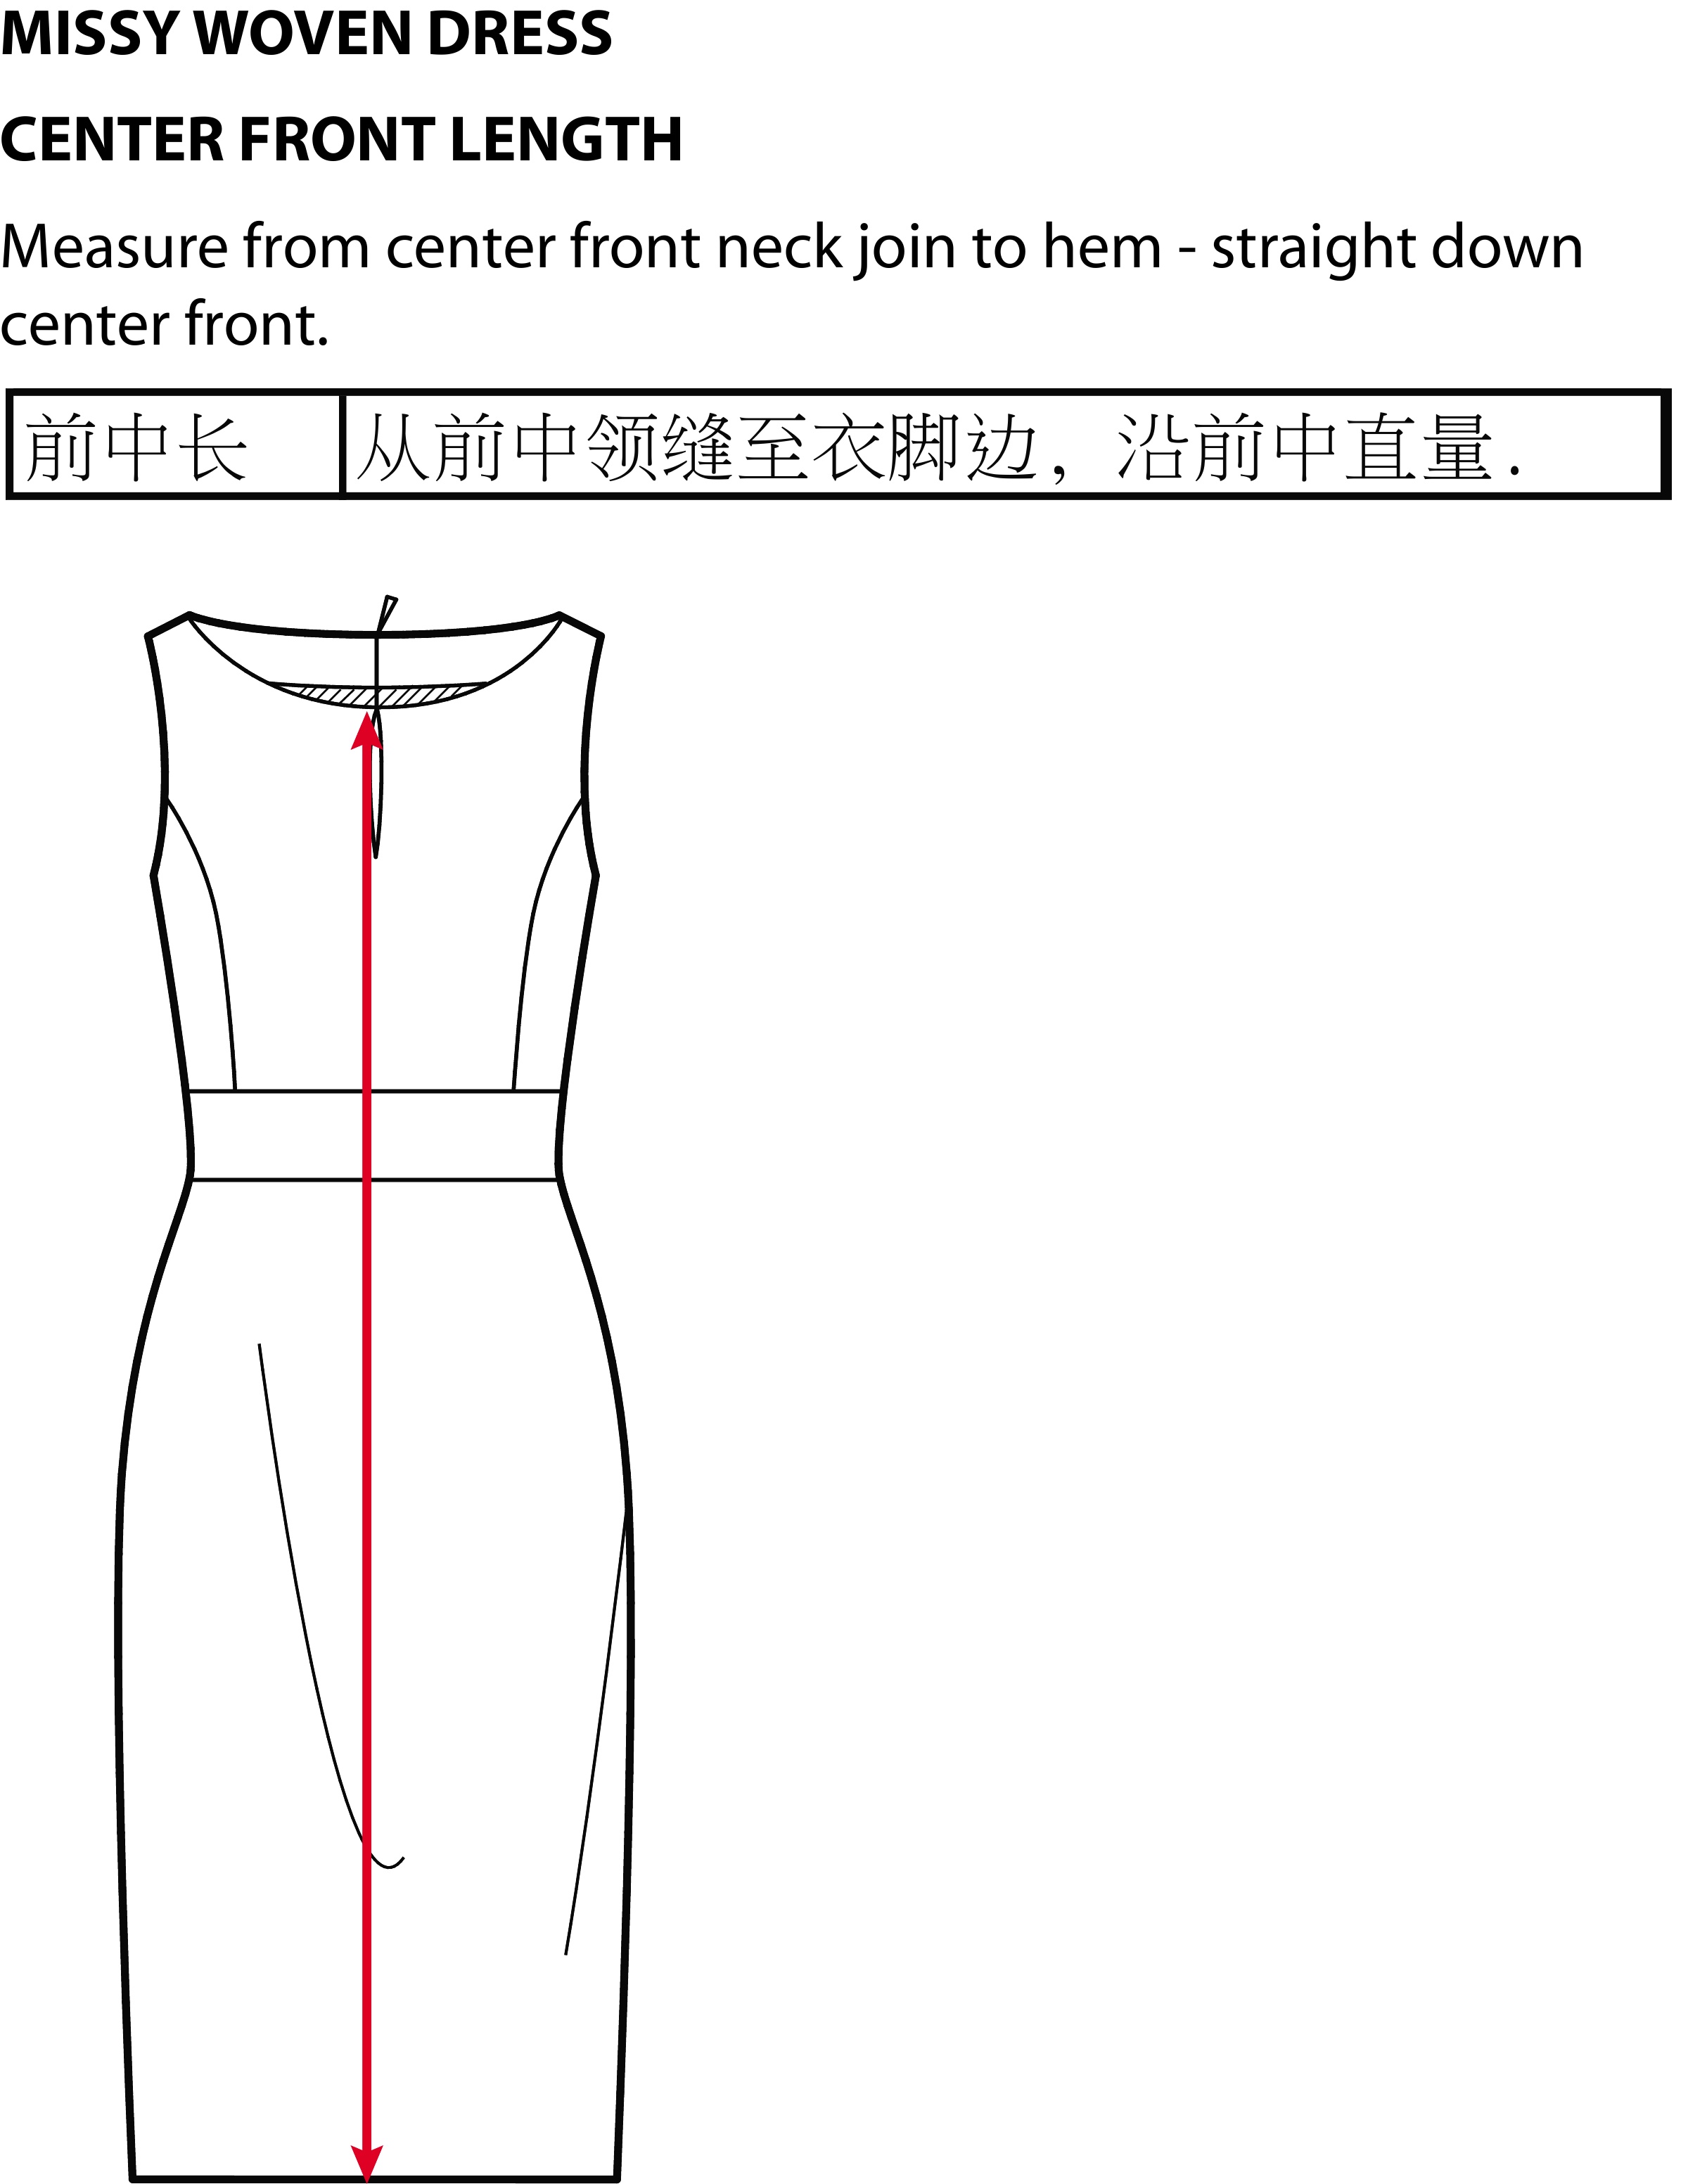 MISSY WOVEN DRESS
CENTER FRONT LENGTH
Measure from center front neck join to hem - straight down
center front.
前中长 从前中领缝至衣脚边, 沿前中直量.